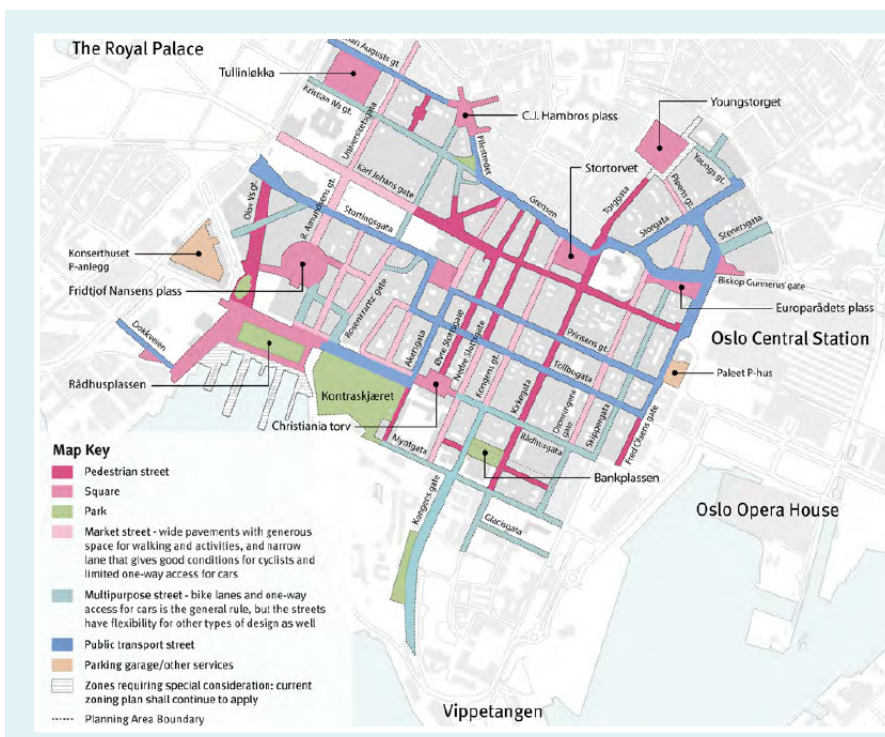 The Royal Palace
Tullinløkka
Kristian Augusts gt.
Kristian IVs gt.
Universitetsgata
C.J. Hambros plass
Pilestredet
Youngstorget
Stortorvet
Karl Johans gate
Grensen
Torggata
Pløens gt.
Youngs gt.
Storgata
Stenersgata
Olav Vs gt.
R. Amundsens gt.
Stortingsgata
Konserthuset
P-anlegg
Fridtjof Nansens plass
Biskop Gunnerus' gate
Europarådets plass
Oslo Central Station
Rosenkrantz' gate
Akersgata
Øvre Slottsgate
Nedre Slottsgate
Kongens gt.
Prinsens gt.
Tollbugata
Dokkveien
Rådhusplassen
Kontraskjæret
Paleet P-hus
Christiania torv
Kirkegata
Dronningens
gate
Skippergata
Fred Olsens gate
Rådhusgata
Myntgata
Bankplassen
Kongens gate
Glacisgata
Oslo Opera House
Vippetangen
Map Key
Pedestrian street
Square
Park
Market street - wide pavements with generous
space for walking and activities, and narrow
lane that gives good conditions for cyclists and
limited one-way access for cars
Multipurpose street - bike lanes and one-way
access for cars is the general rule, but the streets
have flexibility for other types of design as well
Public transport street
Parking garage/other services
Zones requiring special consideration: current
zoning plan shall continue to apply
Planning Area Boundary